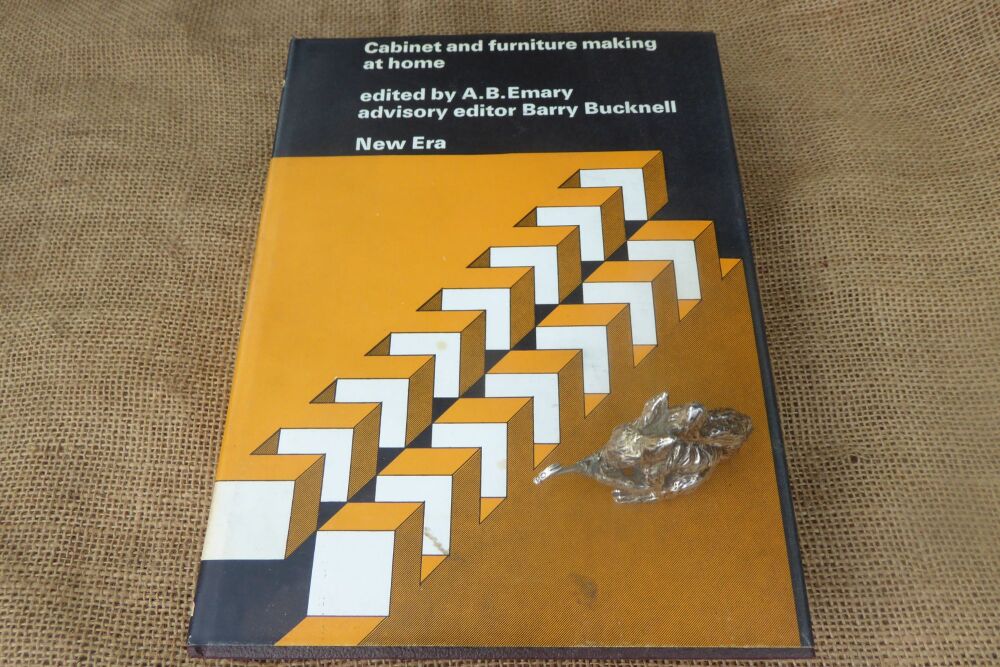 Cabinet and furniture making
at home
edited by A.B.Emary
advisory editor Barry Bucknell
New Era